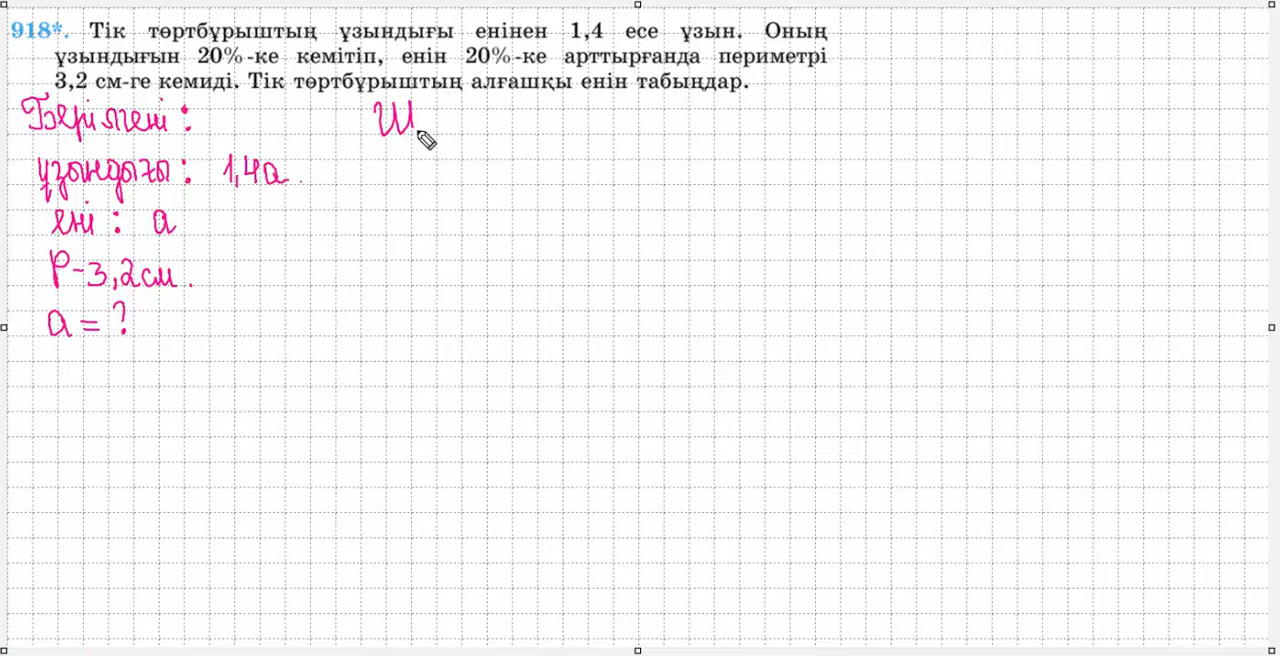 918*. Тік төртбұрыштың ұзындығы енінен 1,4 есе ұзын. Оның
ұзындығын 20%-ке кемітіп, енін 20%-ке арттырғанда периметрі
3,2 см-ге кемиді. Тік төртбұрыштың алғашқы енін табыңдар.
Берілгені: Ш
ұзындығы: 1,4a.
ені: a
P-3,2см.
a=?